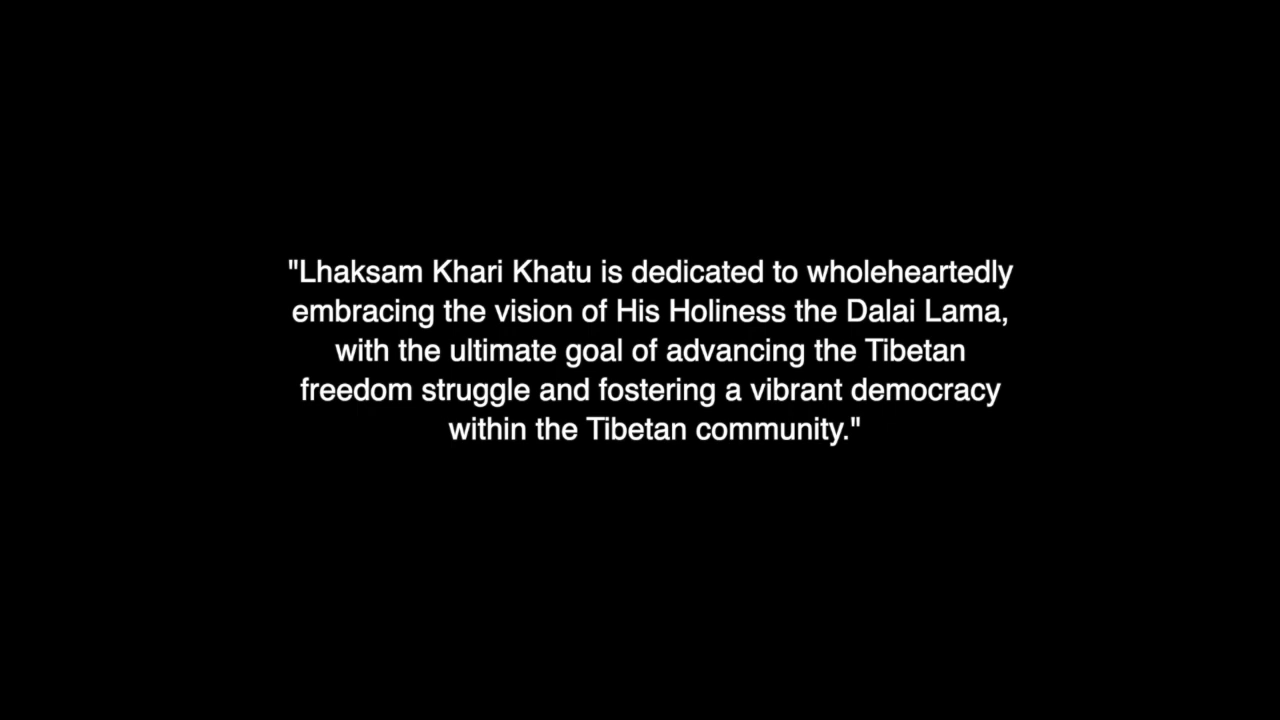 "Lhaksam Khari Khatu is dedicated to wholeheartedly
embracing the vision of His Holiness the Dalai Lama,
with the ultimate goal of advancing the Tibetan
freedom struggle and fostering a vibrant democracy
within the Tibetan community."